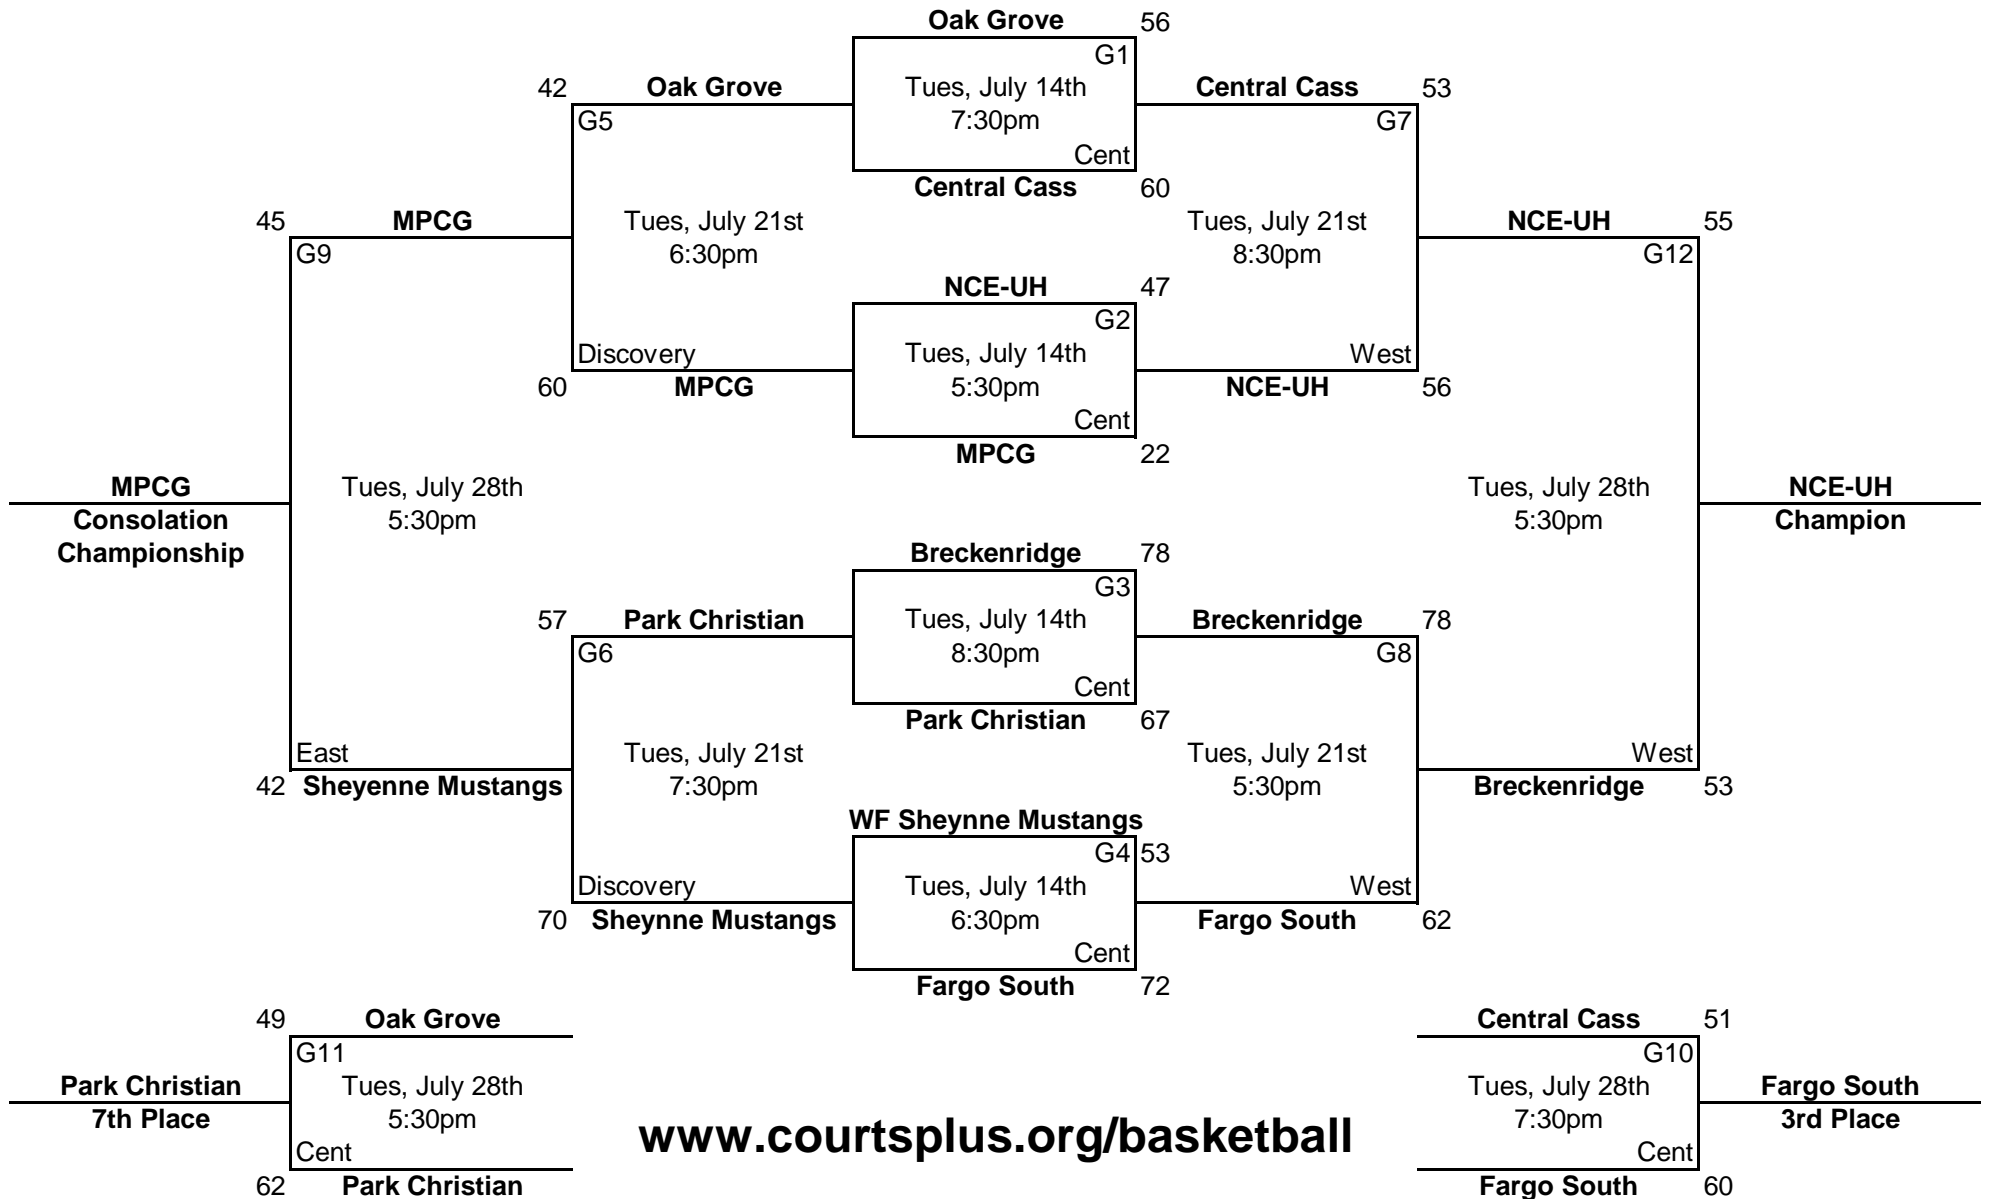 Oak Grove 56
G1
42 Oak Grove Tues, July 14th Central Cass 53
G5 7:30pm G7
Cent
Central Cass 60
45 MPCG Tues, July 21st Tues, July 21st NCE-UH 55
G9 6:30pm 8:30pm G12
NCE-UH 47
G2
Discovery Tues, July 14th West
60 MPCG 5:30pm NCE-UH 56
Cent
MPCG 22
MPCG Tues, July 28th Tues, July 28th NCE-UH
Consolation 5:30pm 5:30pm Champion
Championship Breckenridge 78
G3
57 Park Christian Tues, July 14th Breckenridge 78
G6 8:30pm G8
Cent
Park Christian 67
East Tues, July 21st Tues, July 21st West
42 Sheyenne Mustangs 7:30pm 5:30pm Breckenridge 53
WF Sheynne Mustangs
G4 53
Discovery Tues, July 14th West
70 Sheynne Mustangs 6:30pm Fargo South 62
Cent
Fargo South 72
49 Oak Grove Central Cass 51
G11 G10
Park Christian Tues, July 28th Tues, July 28th Fargo South
7th Place 5:30pm www.courtsplus.org/basketball 7:30pm 3rd Place
Cent Cent
62 Park Christian Fargo South 60